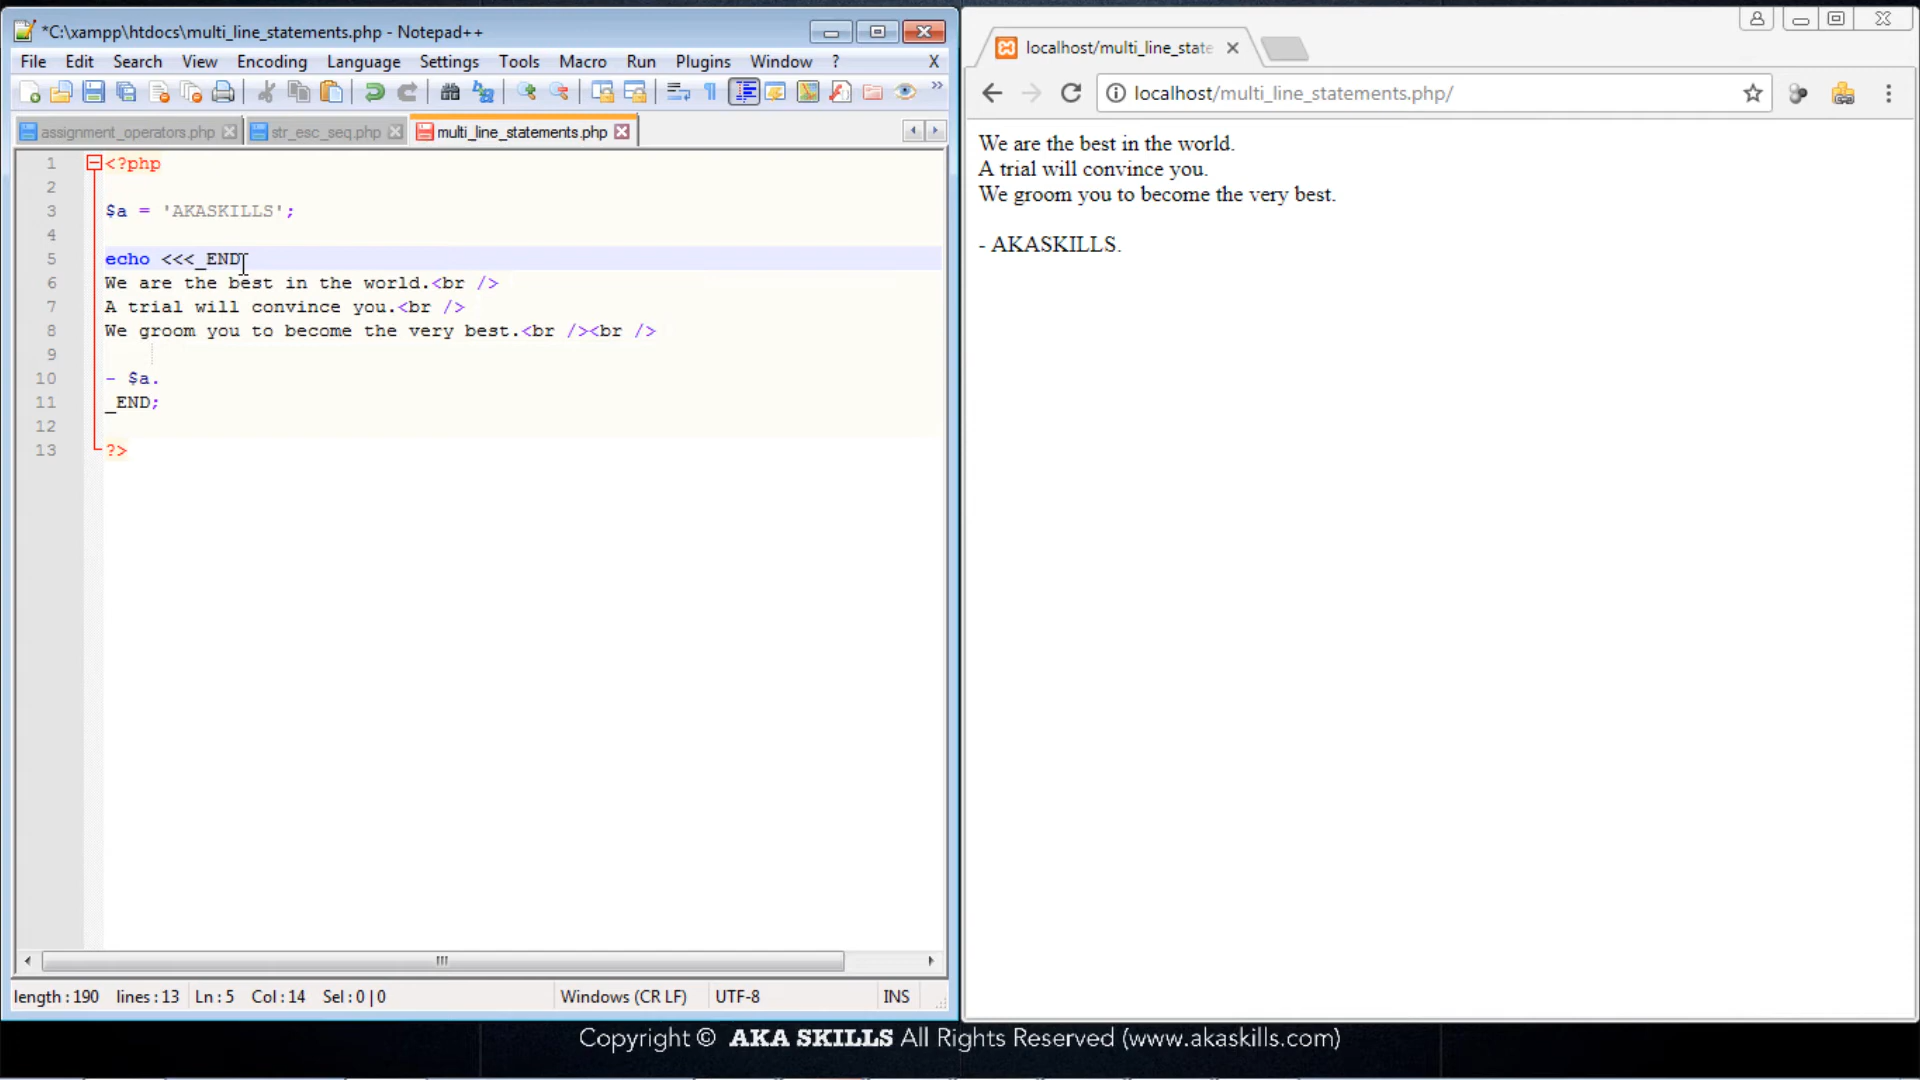 *C:\xampp\htdocs\multi_line_statements.php - Notepad++
File Edit Search View Encoding Language Settings Tools Macro Run Plugins Window ? X
assignment_operators.php str_esc_seq.php multi_line_statements.php
1 <?php
2
3 $a = 'AKASKILLS';
4
5 echo <<<_END
6 We are the best in the world.<br />
7 A trial will convince you.<br />
8 We groom you to become the very best.<br /><br />
9
10 - $a.
11 _END;
12
13 ?>
length : 190 lines : 13 Ln : 5 Col : 14 Sel : 0 | 0 Windows (CR LF) UTF-8 INS
localhost/multi_line_state
localhost/multi_line_statements.php/
We are the best in the world.
A trial will convince you.
We groom you to become the very best.
- AKASKILLS.
Copyright © AKA SKILLS All Rights Reserved (www.akaskills.com)